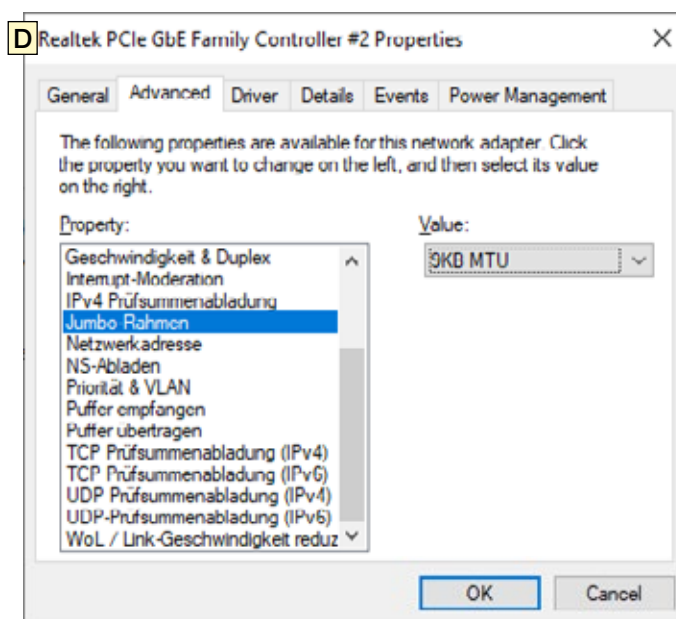 D
Realtek PCIe GbE Family Controller #2 Properties
General Advanced Driver Details Events Power Management
The following properties are available for this network adapter. Click
the property you want to change on the left, and then select its value
on the right.
Property:
Value:
Geschwindigkeit & Duplex
Interrupt-Moderation
IPv4 Prüfsummenabladung
Jumbo Rahmen
Netzwerkadresse
NS-Abladen
Priorität & VLAN
Puffer empfangen
Puffer übertragen
TCP Prüfsummenabladung (IPv4)
TCP Prüfsummenabladung (IPv6)
UDP Prüfsummenabladung (IPv4)
UDP-Prüfsummenabladung (IPv6)
WoL / Link-Geschwindigkeit reduz
9KB MTU
OK Cancel